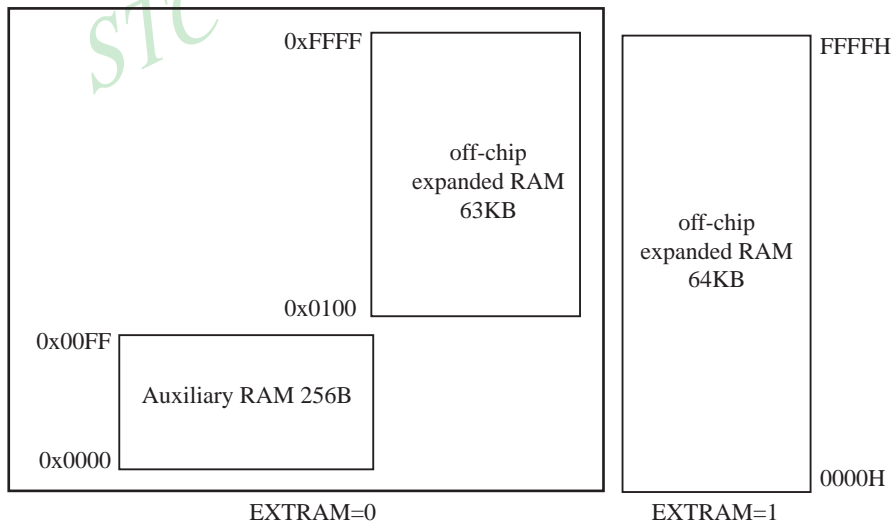 STC
0xFFFF
off-chip
expanded RAM
63KB
0x0100
0x00FF
Auxiliary RAM 256B
0x0000
EXTRAM=0
FFFFH
off-chip
expanded RAM
64KB
0000H
EXTRAM=1